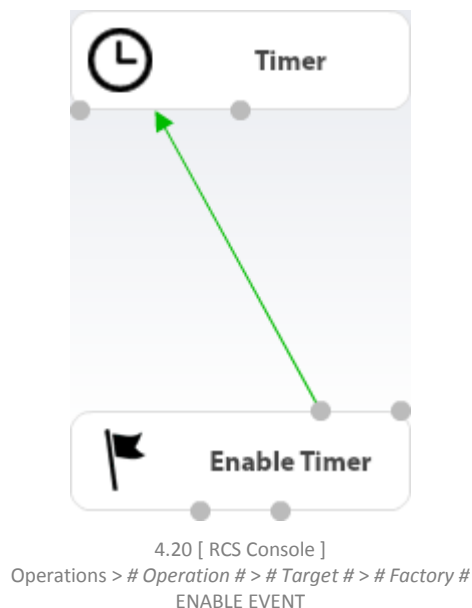 Timer
Enable Timer
4.20 [ RCS Console ]
Operations > # Operation # > # Target # > # Factory #
ENABLE EVENT